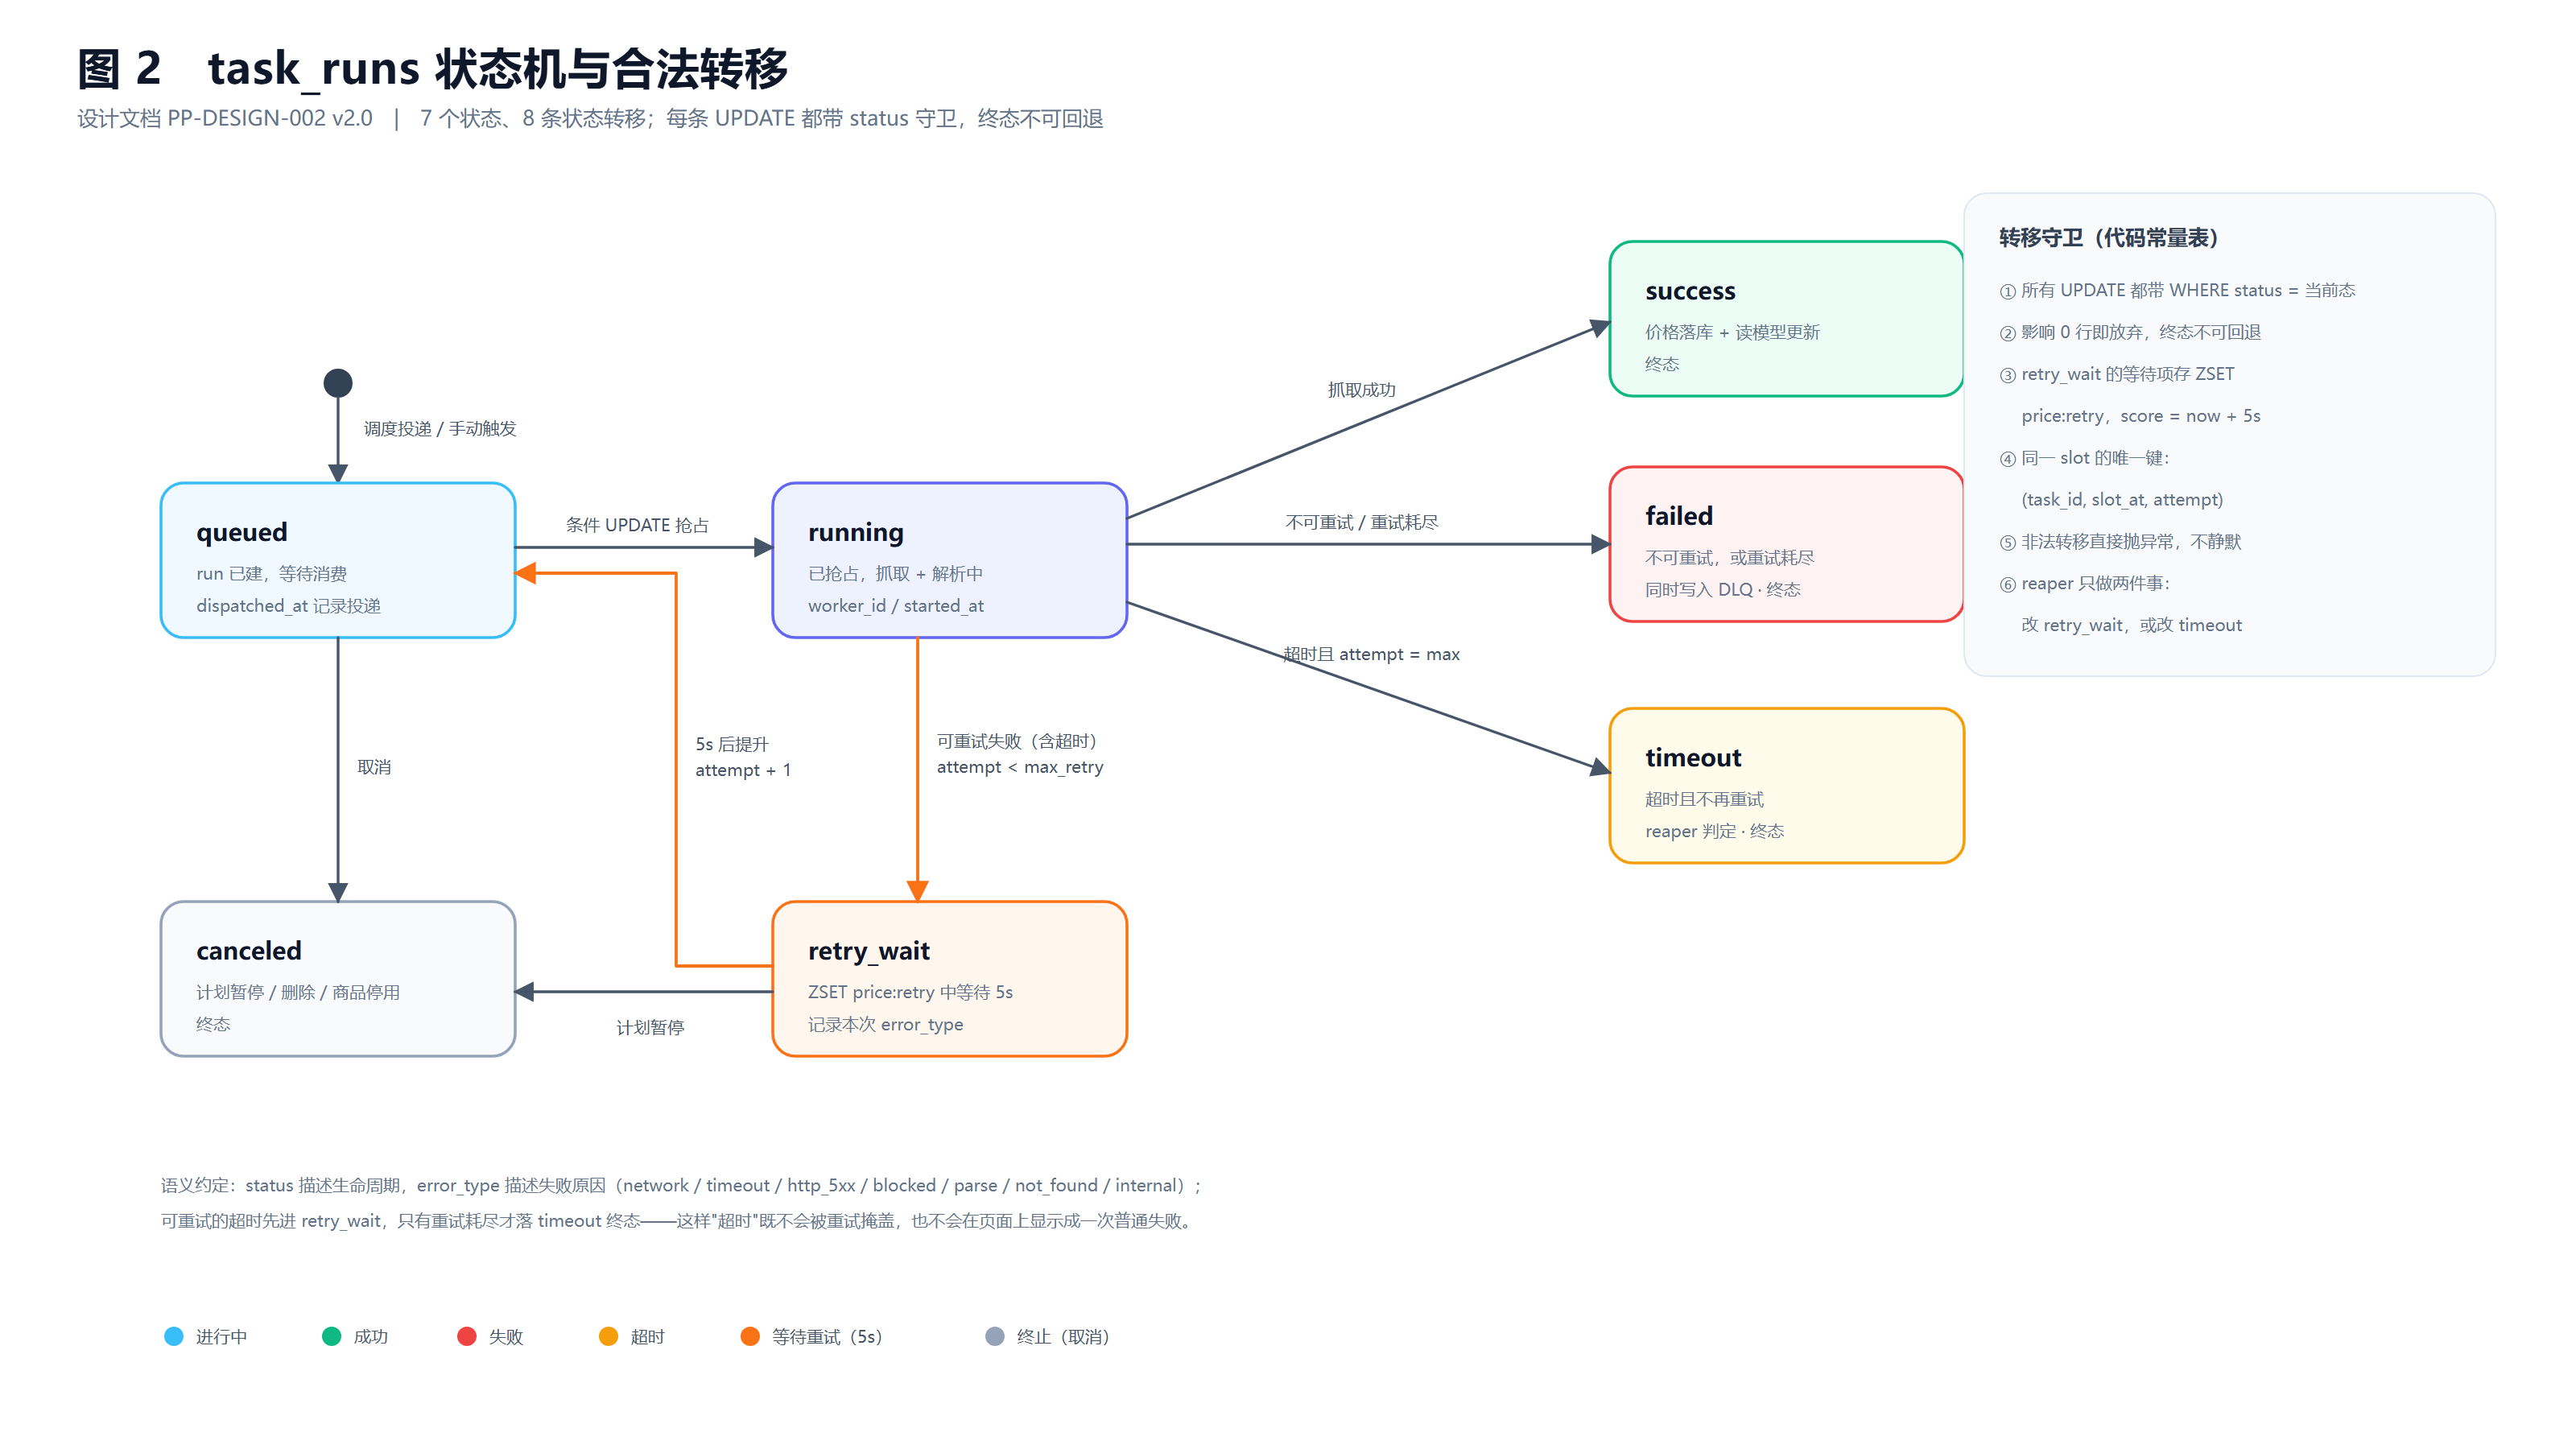 图 2 task_runs 状态机与合法转移
设计文档 PP-DESIGN-002 v2.0 | 7 个状态、8 条状态转移；每条 UPDATE 都带 status 守卫，终态不可回退
调度投递 / 手动触发
queued
run 已建，等待消费
dispatched_at 记录投递
条件 UPDATE 抢占
running
已抢占，抓取 + 解析中
worker_id / started_at
抓取成功
不可重试 / 重试耗尽
超时且 attempt = max
success
价格落库 + 读模型更新
终态
failed
不可重试，或重试耗尽
同时写入 DLQ · 终态
timeout
超时且不再重试
reaper 判定 · 终态
转移守卫（代码常量表）
① 所有 UPDATE 都带 WHERE status = 当前态
② 影响 0 行即放弃，终态不可回退
③ retry_wait 的等待项存 ZSET
price:retry，score = now + 5s
④ 同一 slot 的唯一键：
(task_id, slot_at, attempt)
⑤ 非法转移直接抛异常，不静默
⑥ reaper 只做两件事：
改 retry_wait，或改 timeout
取消
5s 后提升
attempt + 1
可重试失败（含超时）
attempt < max_retry
canceled
计划暂停 / 删除 / 商品停用
终态
计划暂停
retry_wait
ZSET price:retry 中等待 5s
记录本次 error_type
语义约定：status 描述生命周期，error_type 描述失败原因（network / timeout / http_5xx / blocked / parse / not_found / internal）；
可重试的超时先进 retry_wait，只有重试耗尽才落 timeout 终态——这样"超时"既不会被重试掩盖，也不会在页面上显示成一次普通失败。
进行中
成功
失败
超时
等待重试（5s）
终止（取消）